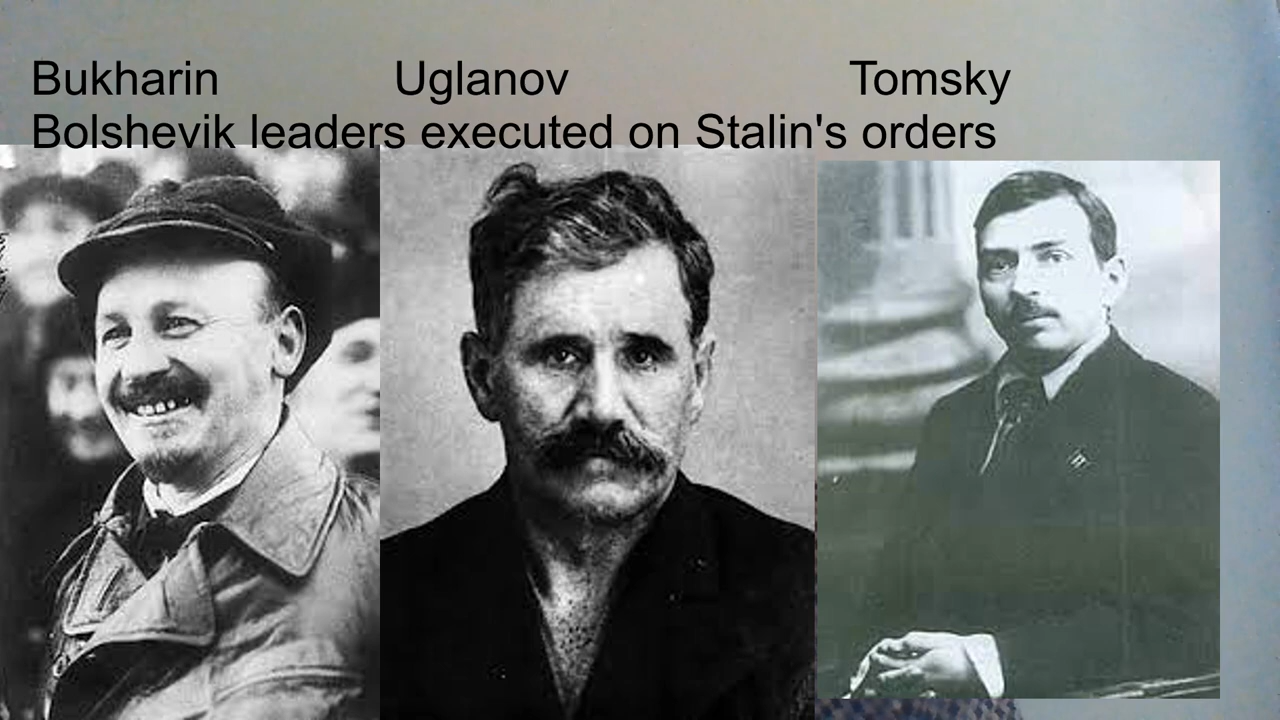 Bukharin Uglanov Tomsky
Bolshevik leaders executed on Stalin's orders